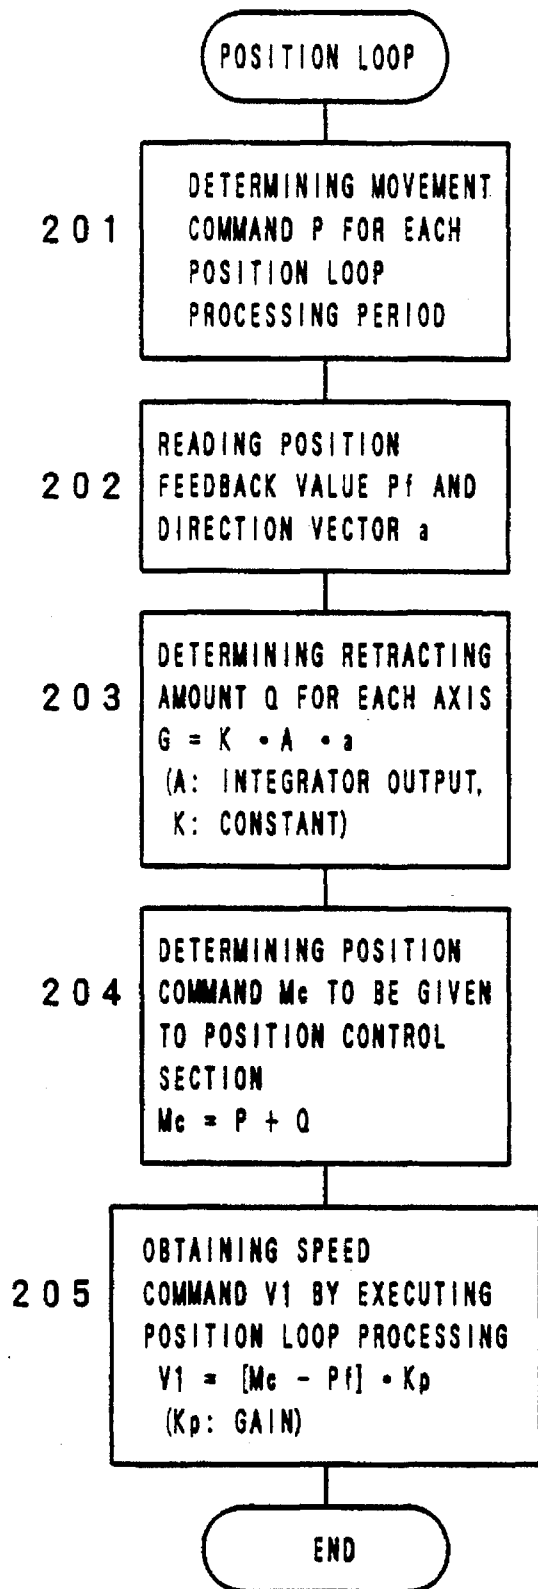 POSITION LOOP
201
DETERMINING MOVEMENT
COMMAND P FOR EACH
POSITION LOOP
PROCESSING PERIOD
202
READING POSITION
FEEDBACK VALUE Pf AND
DIRECTION VECTOR a
203
DETERMINING RETRACTING
AMOUNT Q FOR EACH AXIS
G = K • A • a
(A: INTEGRATOR OUTPUT,
K: CONSTANT)
204
DETERMINING POSITION
COMMAND Mc TO BE GIVEN
TO POSITION CONTROL
SECTION
Mc = P + Q
205
OBTAINING SPEED
COMMAND V1 BY EXECUTING
POSITION LOOP PROCESSING
V1 = [Mc - Pf] • Kp
(Kp: GAIN)
END